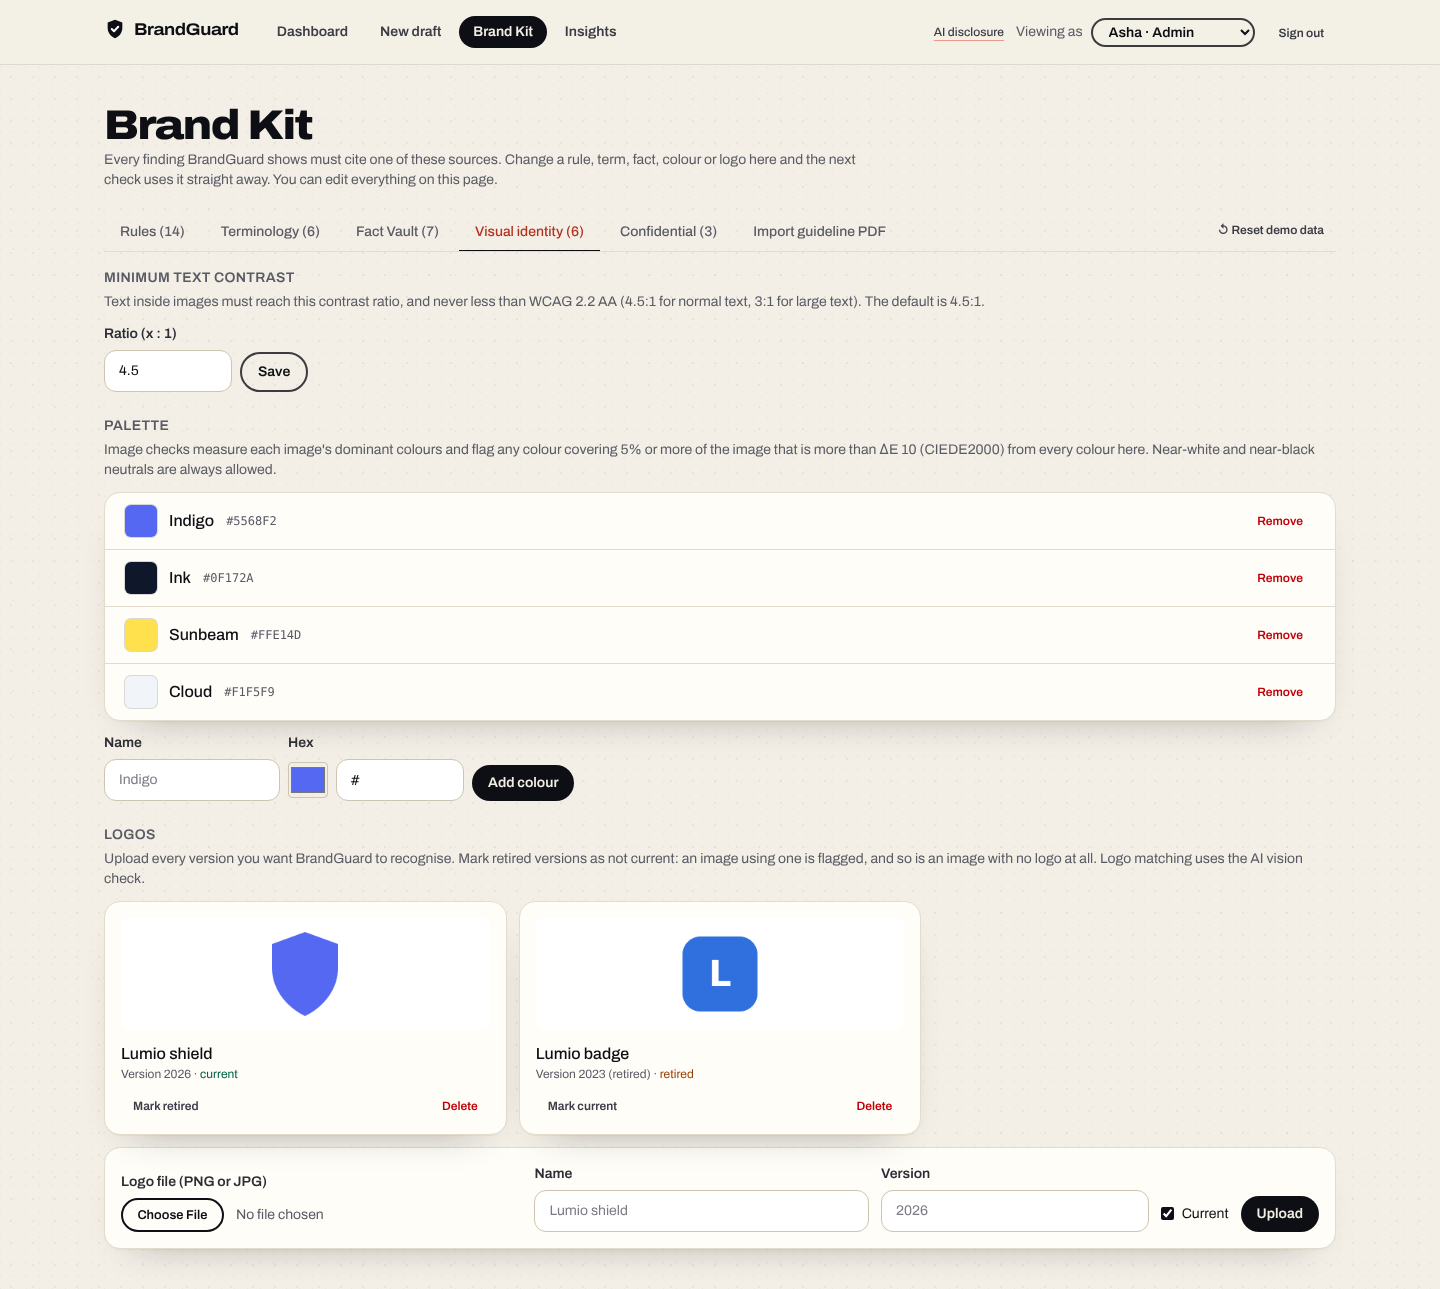 BrandGuard
Dashboard
New draft
Brand Kit
Insights
AI disclosure
Viewing as
Asha · Admin
Sign out
Brand Kit
Every finding BrandGuard shows must cite one of these sources. Change a rule, term, fact, colour or logo here and the next
check uses it straight away. You can edit everything on this page.
Rules (14)
Terminology (6)
Fact Vault (7)
Visual identity (6)
Confidential (3)
Import guideline PDF
↺ Reset demo data
MINIMUM TEXT CONTRAST
Text inside images must reach this contrast ratio, and never less than WCAG 2.2 AA (4.5:1 for normal text, 3:1 for large text). The default is 4.5:1.
Ratio (x : 1)
4.5
Save
PALETTE
Image checks measure each image's dominant colours and flag any colour covering 5% or more of the image that is more than ΔE 10 (CIEDE2000) from every colour here. Near-white and near-black
neutrals are always allowed.
Indigo #5568F2 Remove
Ink #0F172A Remove
Sunbeam #FFE14D Remove
Cloud #F1F5F9 Remove
Name
Hex
Indigo
#
Add colour
LOGOS
Upload every version you want BrandGuard to recognise. Mark retired versions as not current: an image using one is flagged, and so is an image with no logo at all. Logo matching uses the AI vision
check.
Lumio shield
Version 2026 · current
Mark retired
Delete
L
Lumio badge
Version 2023 (retired) · retired
Mark current
Delete
Logo file (PNG or JPG)
Choose File
No file chosen
Name
Lumio shield
Version
2026
Current
Upload